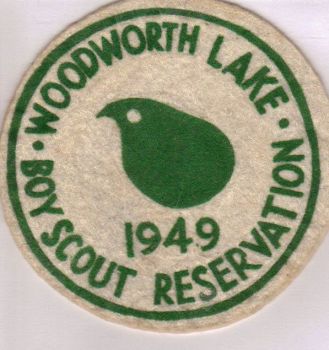 WOODWORTH LAKE
1949
BOY SCOUT RESERVATION